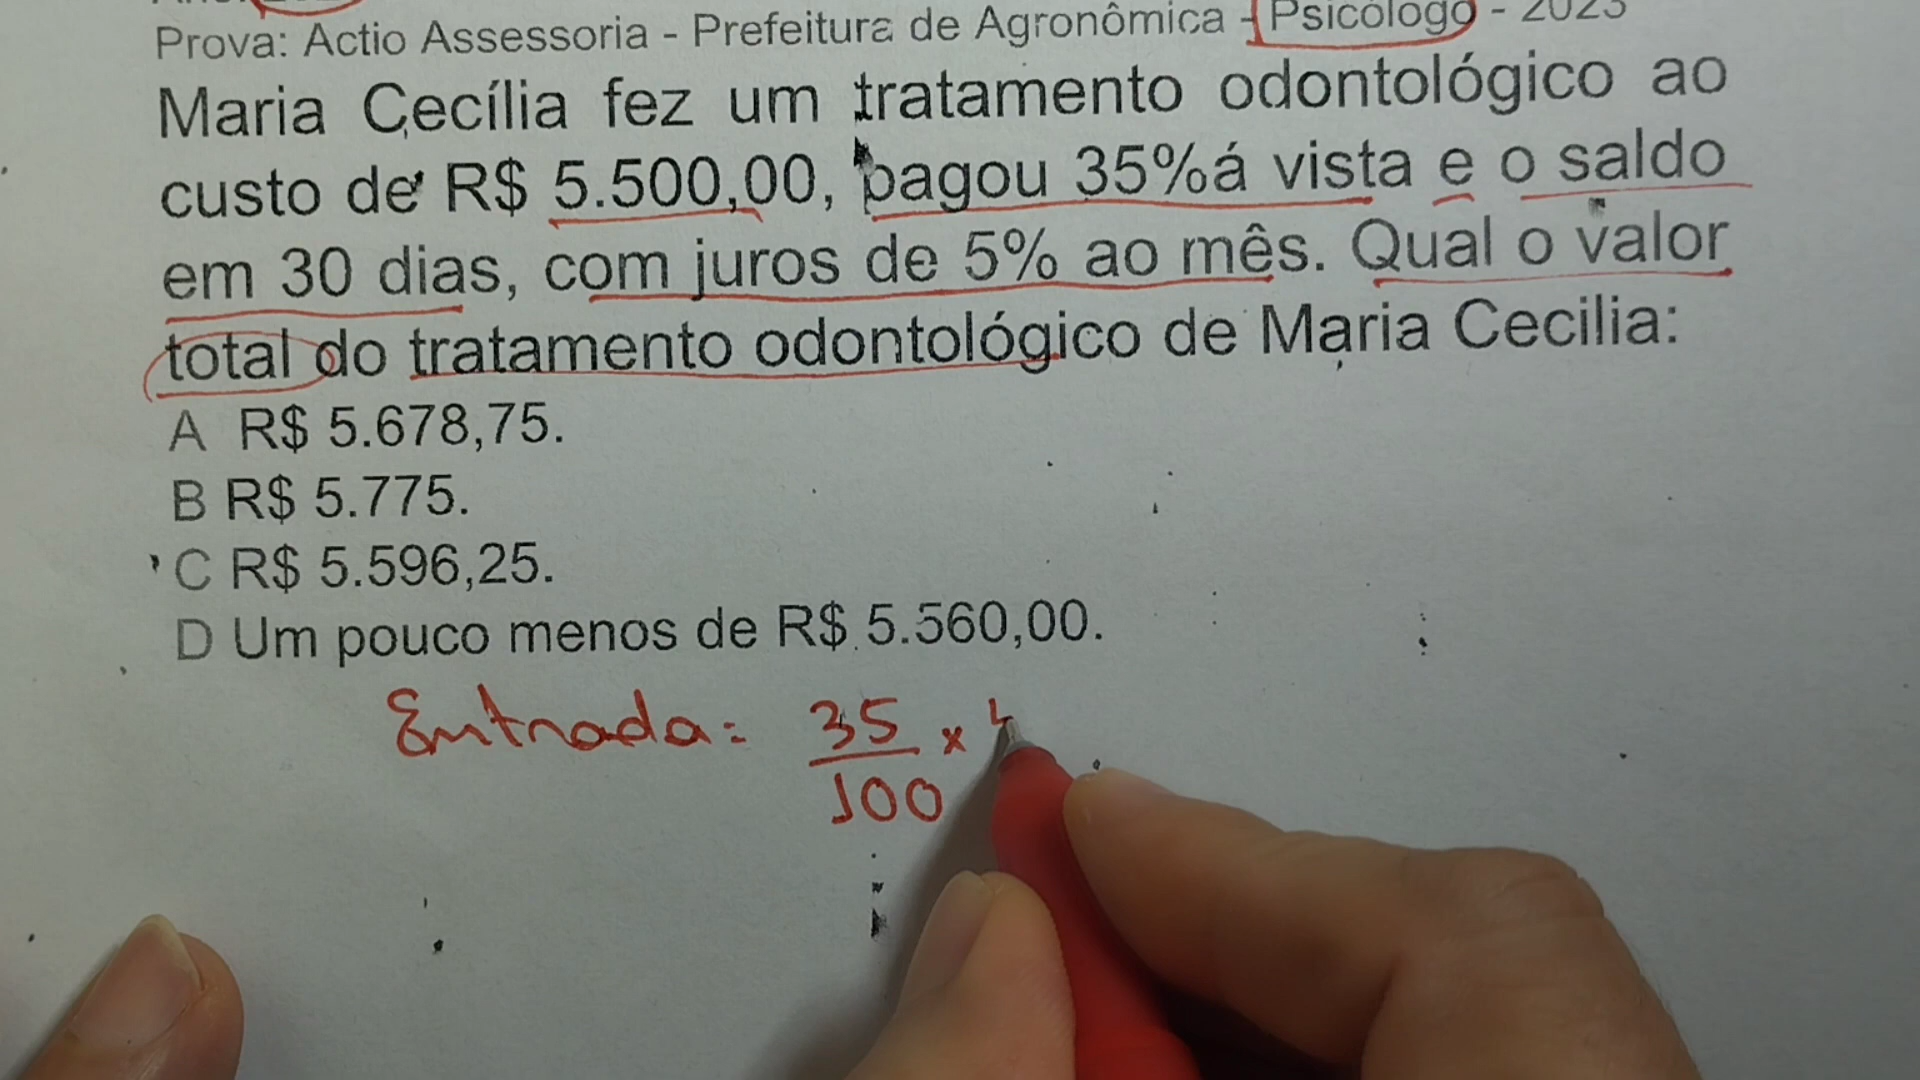 Prova: Actio Assessoria - Prefeitura de Agronômica - Psicólogo - 2023
Maria Cecília fez um tratamento odontológico ao
custo de R$ 5.500,00, pagou 35%á vista e o saldo
em 30 dias, com juros de 5% ao mês. Qual o valor
total do tratamento odontológico de Maria Cecilia:
A R$ 5.678,75.
B R$ 5.775.
C R$ 5.596,25.
D Um pouco menos de R$ 5.560,00.
Entrada = 35 ×
100